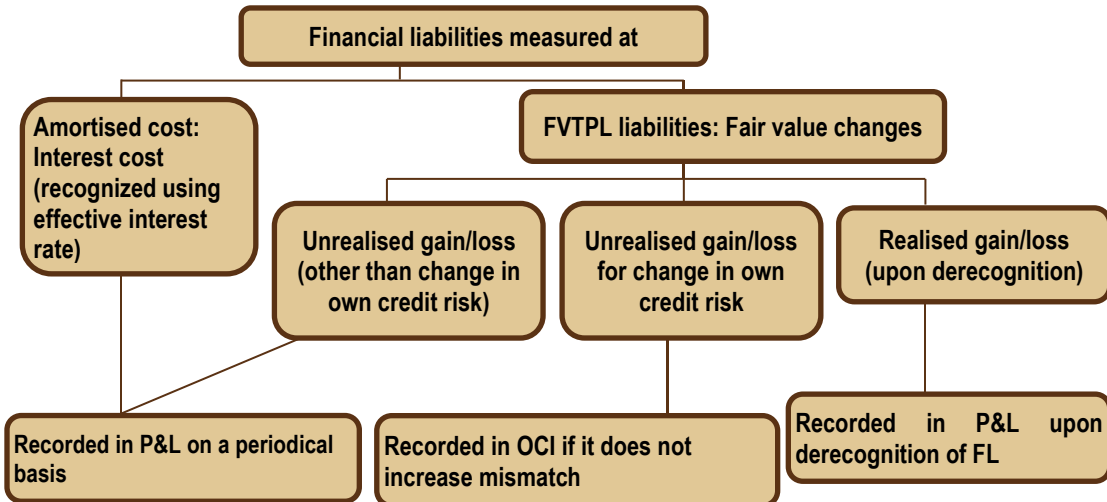 Financial liabilities measured at
Amortised cost:
Interest cost
(recognized using
effective interest
rate)
FVTPL liabilities: Fair value changes
Unrealised gain/loss
(other than change in
own credit risk)
Unrealised gain/loss
for change in own
credit risk
Realised gain/loss
(upon derecognition)
Recorded in P&L on a periodical
basis
Recorded in OCI if it does not
increase mismatch
Recorded in P&L upon
derecognition of FL